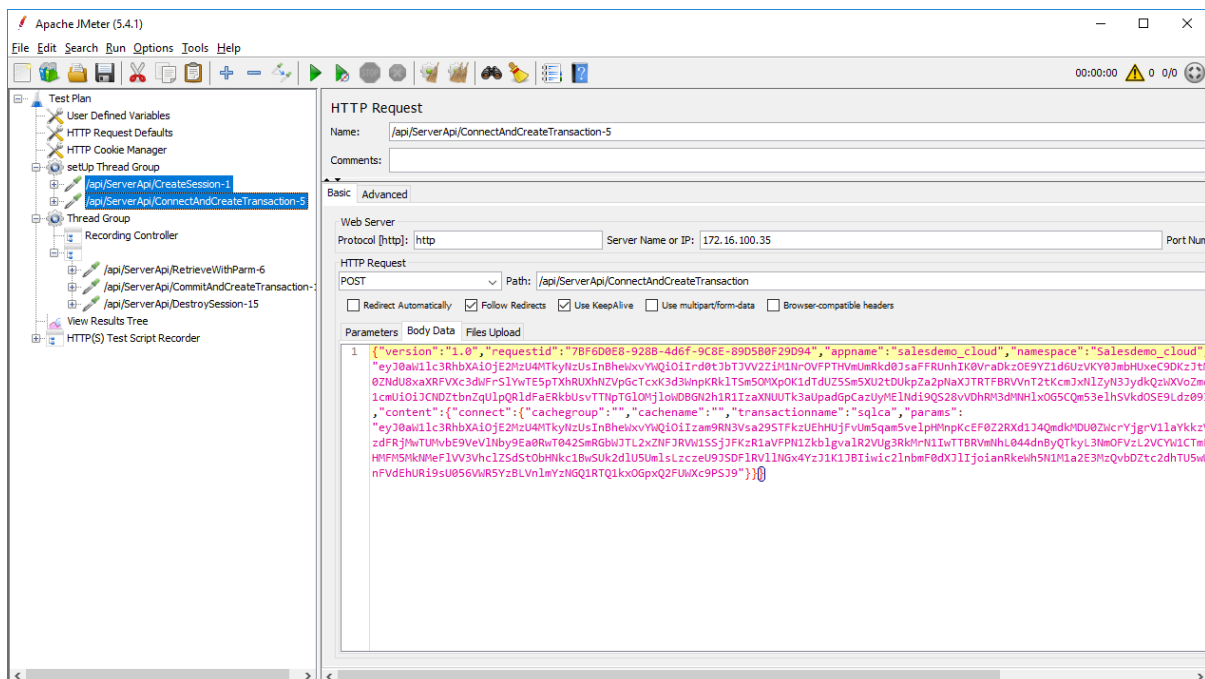 Apache JMeter (5.4.1)
File Edit Search Run Options Tools Help
00:00:00 0 0/0
Test Plan
User Defined Variables
HTTP Request Defaults
HTTP Cookie Manager
setUp Thread Group
/api/ServerApi/CreateSession-1
/api/ServerApi/ConnectAndCreateTransaction-5
Thread Group
Recording Controller
/api/ServerApi/RetrieveWithParm-6
/api/ServerApi/CommitAndCreateTransaction-1
/api/ServerApi/DestroySession-15
View Results Tree
HTTP(S) Test Script Recorder
HTTP Request
Name: /api/ServerApi/ConnectAndCreateTransaction-5
Comments:
Basic Advanced
Web Server
Protocol [http]: http Server Name or IP: 172.16.100.35 Port Num
HTTP Request
POST Path: /api/ServerApi/ConnectAndCreateTransaction
Redirect Automatically Follow Redirects Use KeepAlive Use multipart/form-data Browser-compatible headers
Parameters Body Data Files Upload
1 {"version":"1.0","requestid":"7BF6D0E8-928B-4d6f-9C8E-89D5B0F29D94","appname":"salesdemo_cloud","namespace":"Salesdemo_cloud"
,"content":{"connect":{"cachegroup":"","cachename":"","transactionname":"sqlca","params":